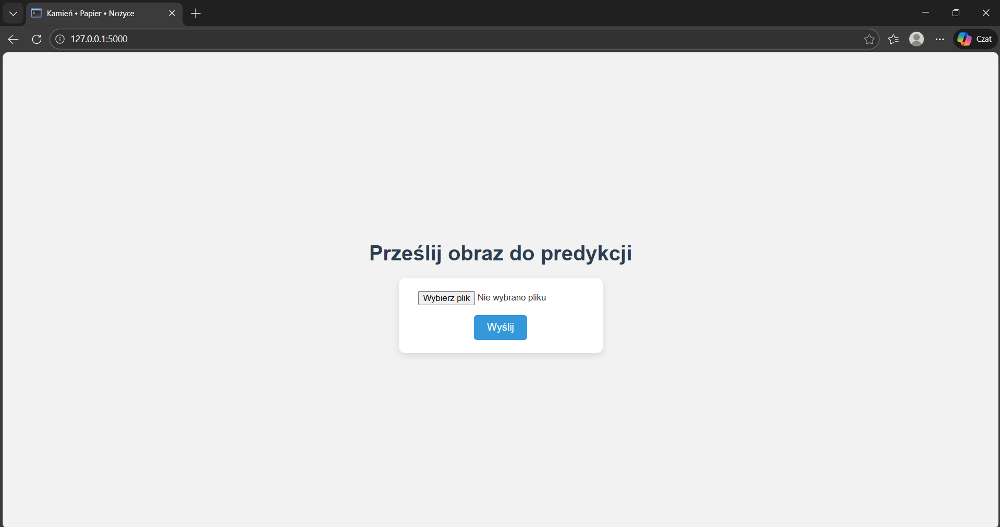 Kamień • Papier • Nożyce
127.0.0.1:5000
Czat
Prześlij obraz do predykcji
Wybierz plik Nie wybrano pliku
Wyślij